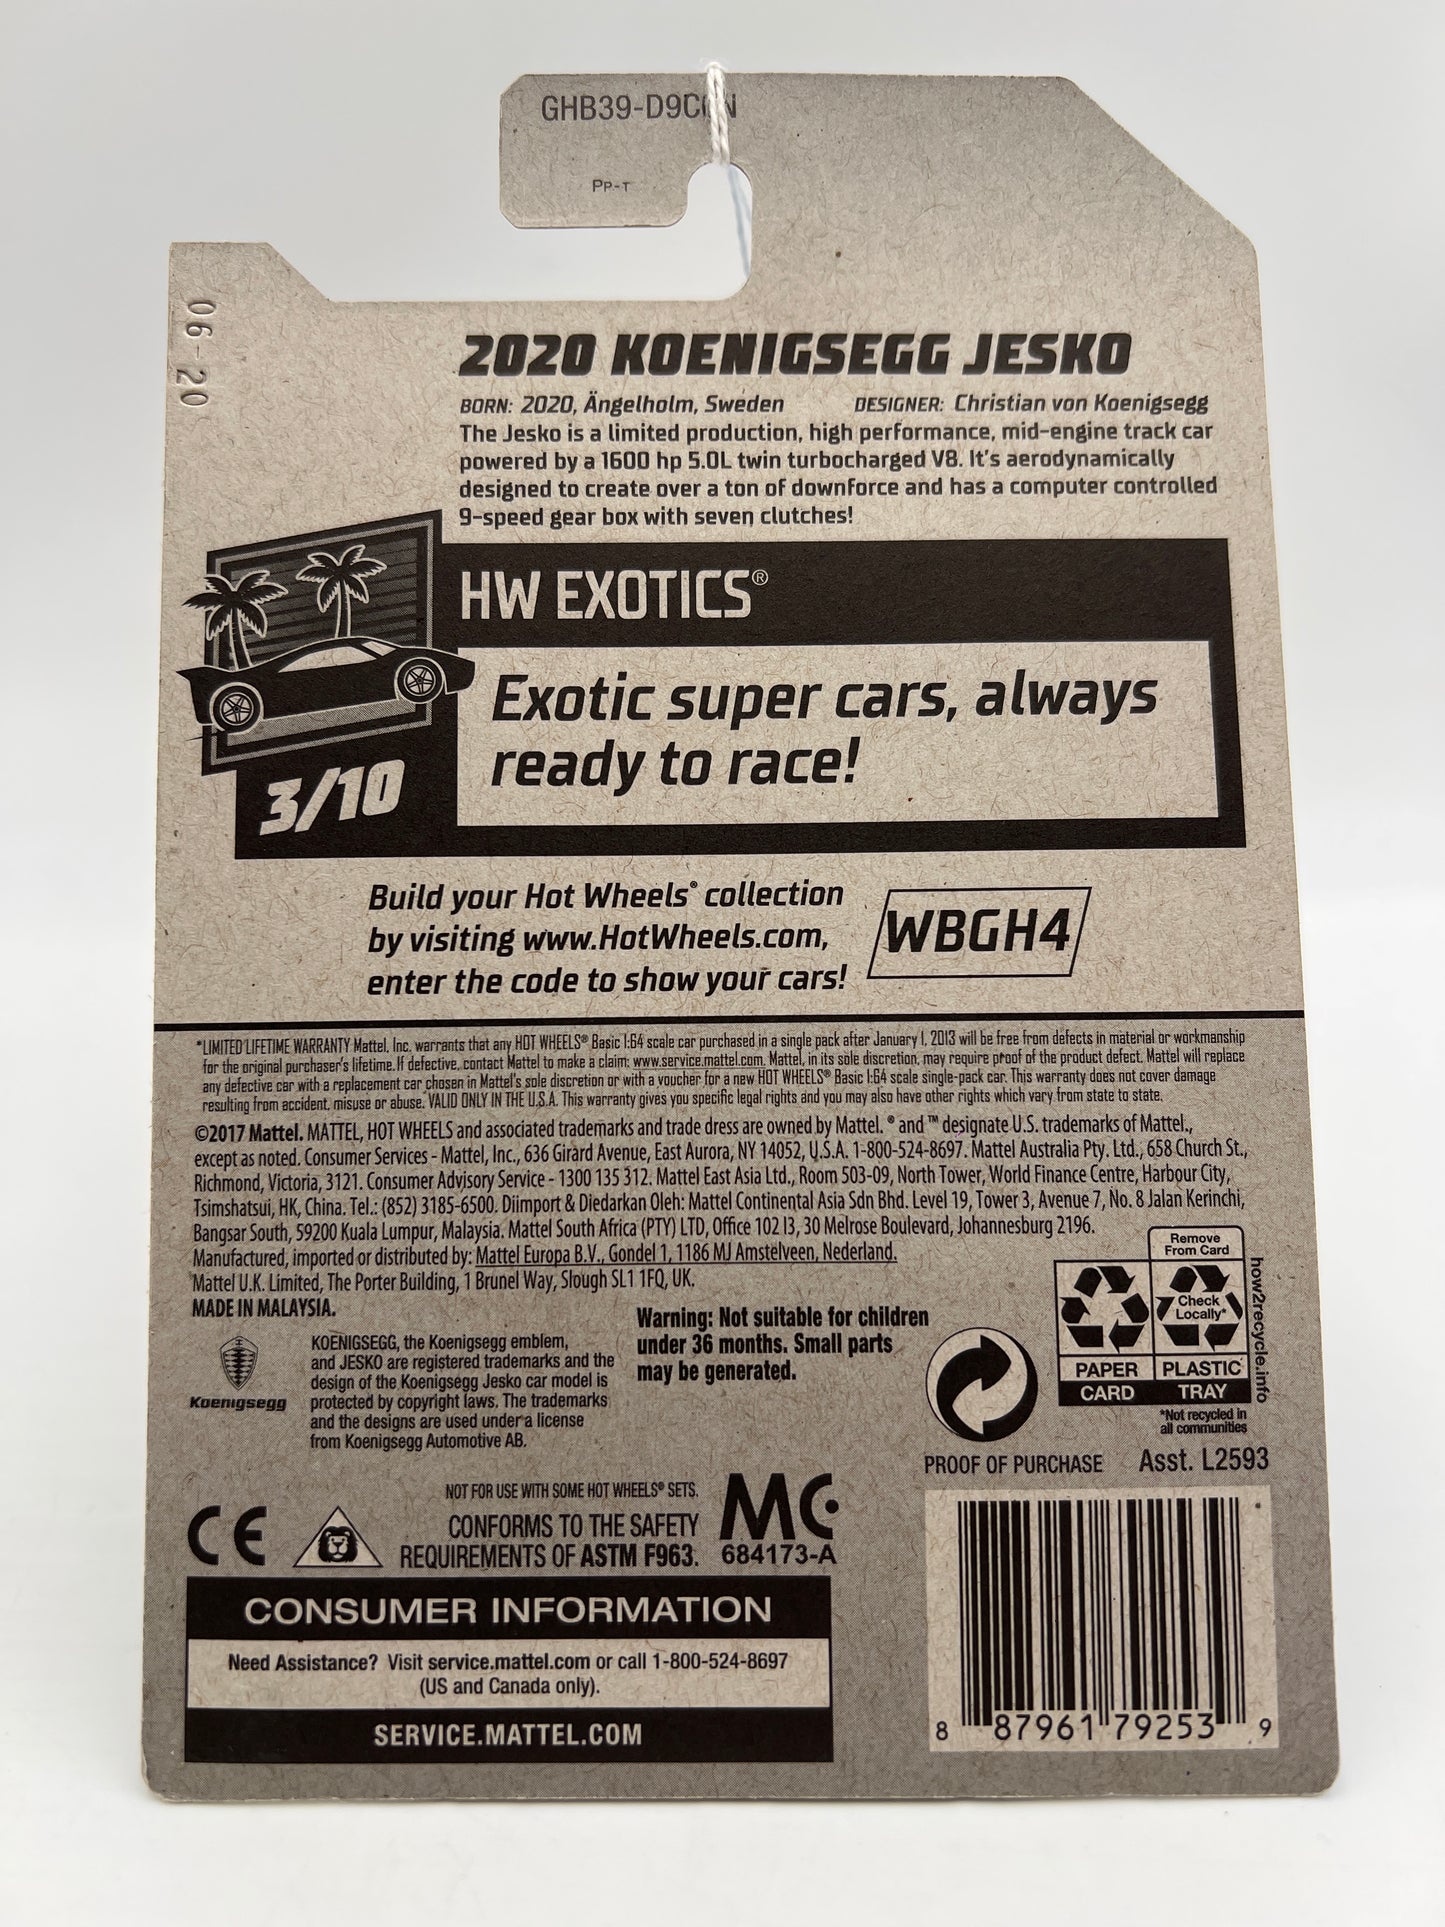 Pp-T
06-20
2020 KOENIGSEGG JESKO
BORN: 2020, Ängelholm, Sweden DESIGNER: Christian von Koenigsegg
The Jesko is a limited production, high performance, mid-engine track car
powered by a 1600 hp 5.0L twin turbocharged V8. It's aerodynamically
designed to create over a ton of downforce and has a computer controlled
9-speed gear box with seven clutches!
HW EXOTICS®
Exotic super cars, always
ready to race!
3/10
Build your Hot Wheels® collection
by visiting www.HotWheels.com,
enter the code to show your cars!
WBGH4
*LIMITED LIFETIME WARRANTY Mattel, Inc. warrants that any HOT WHEELS® Basic 1:64 scale car purchased in a single pack after January 1, 2013 will be free from defects in material or workmanship
for the original purchaser's lifetime. If defective, contact Mattel to make a claim: www.service.mattel.com. Mattel, in its sole discretion, may require proof of the product defect. Mattel will replace
any defective car with a replacement car chosen in Mattel's sole discretion or with a voucher for a new HOT WHEELS® Basic 1:64 scale single-pack car. This warranty does not cover damage
resulting from accident, misuse or abuse. VALID ONLY IN THE U.S.A. This warranty gives you specific legal rights and you may also have other rights which vary from state to state.
©2017 Mattel. MATTEL, HOT WHEELS and associated trademarks and trade dress are owned by Mattel. ® and ™ designate U.S. trademarks of Mattel.,
except as noted. Consumer Services - Mattel, Inc., 636 Girard Avenue, East Aurora, NY 14052, U.S.A. 1-800-524-8697. Mattel Australia Pty. Ltd., 658 Church St.,
Richmond, Victoria, 3121. Consumer Advisory Service - 1300 135 312. Mattel East Asia Ltd., Room 503-09, North Tower, World Finance Centre, Harbour City,
Tsimshatsui, HK, China. Tel.: (852) 3185-6500. Diimport & Diedarkan Oleh: Mattel Continental Asia Sdn Bhd. Level 19, Tower 3, Avenue 7, No. 8 Jalan Kerinchi,
Bangsar South, 59200 Kuala Lumpur, Malaysia. Mattel South Africa (PTY) LTD, Office 102 I3, 30 Melrose Boulevard, Johannesburg 2196.
Manufactured, imported or distributed by: Mattel Europa B.V., Gondel 1, 1186 MJ Amstelveen, Nederland.
Mattel U.K. Limited, The Porter Building, 1 Brunel Way, Slough SL1 1FQ, UK.
MADE IN MALAYSIA.
Koenigsegg
KOENIGSEGG, the Koenigsegg emblem,
and JESKO are registered trademarks and the
design of the Koenigsegg Jesko car model is
protected by copyright laws. The trademarks
and the designs are used under a license
from Koenigsegg Automotive AB.
Warning: Not suitable for children
under 36 months. Small parts
may be generated.
Remove
From Card
Check
Locally*
PAPER PLASTIC
CARD TRAY
how2recycle.info
*Not recycled in
all communities
PROOF OF PURCHASE Asst. L2593
NOT FOR USE WITH SOME HOT WHEELS® SETS.
CONFORMS TO THE SAFETY
REQUIREMENTS OF ASTM F963.
MC
684173-A
CE
CONSUMER INFORMATION
Need Assistance? Visit service.mattel.com or call 1-800-524-8697
(US and Canada only).
SERVICE.MATTEL.COM
8 87961 79253 9